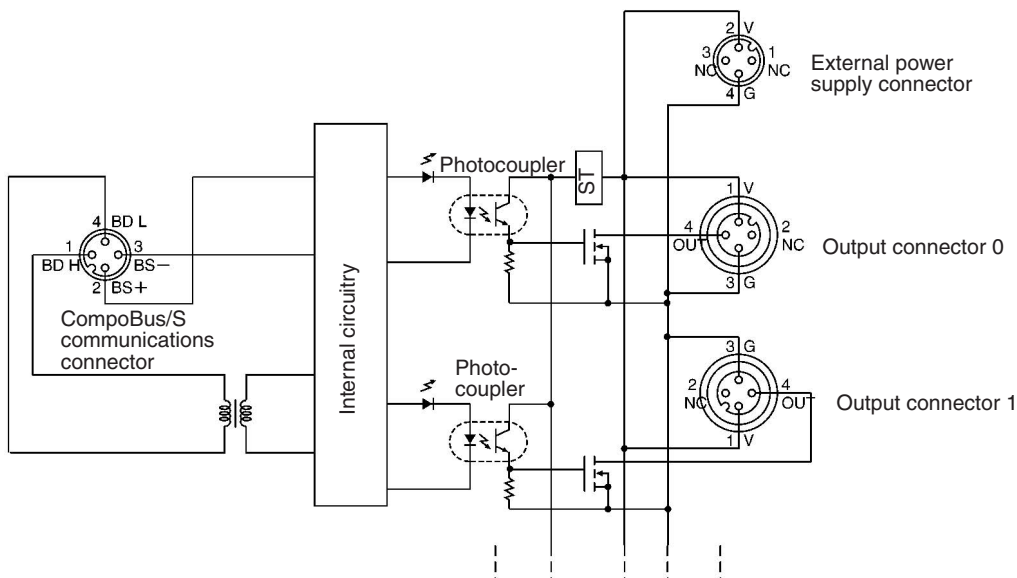 2 V
3
1
NC
NC
4 G
External power
supply connector
Photocoupler
ST
1 V
4
2
OUT
NC
3 G
Output connector 0
4 BD L
1
3
BD H
BS−
2 BS+
CompoBus/S
communications
connector
Internal circuitry
Photo-
coupler
3 G
2
4
NC
OUT
1 V
Output connector 1